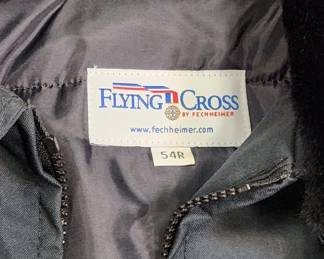 FLYING CROSS
BY FECHHEIMER
www.fechheimer.com
54R